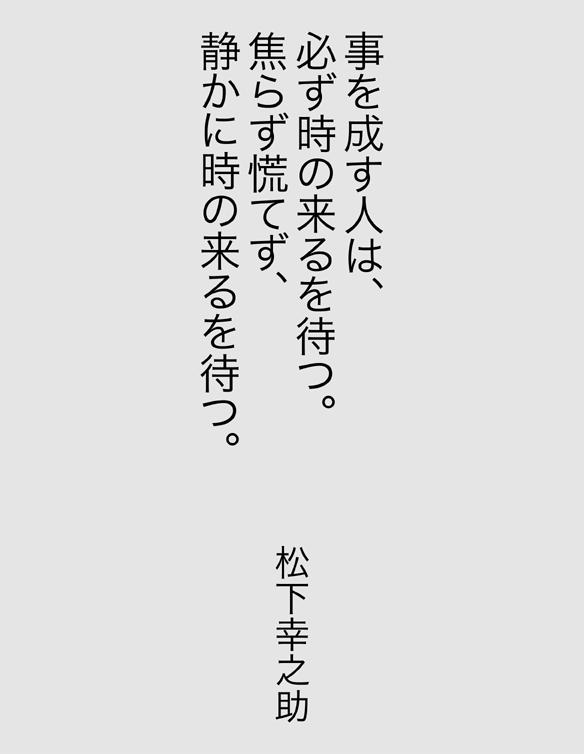 事を成す人は、
必ず時の来るを待つ。
焦らず慌てず、
静かに時の来るを待つ。
松下幸之助